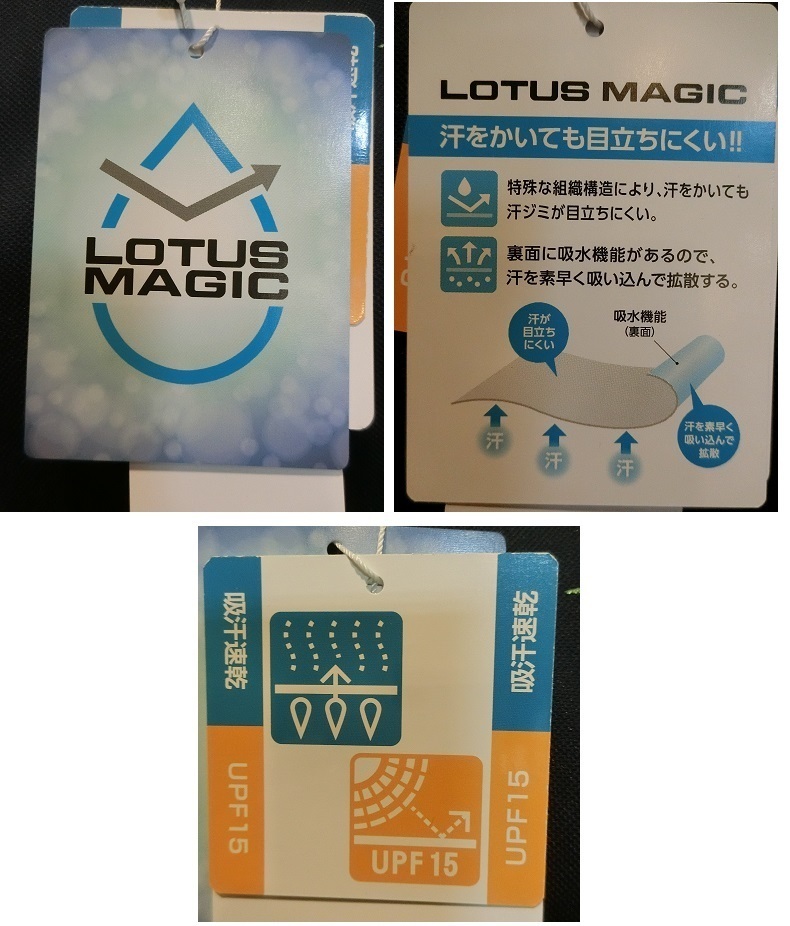 LOTUS
MAGIC
LOTUS MAGIC
汗をかいても目立ちにくい!!
特殊な組織構造により、汗をかいても
汗ジミが目立ちにくい。
裏面に吸水機能があるので、
汗を素早く吸い込んで拡散する。
汗が
目立ち
にくい
吸水機能
(裏面)
汗
汗
汗
汗を素早く
吸い込んで
拡散
吸汗速乾
吸汗速乾
UPF15
UPF 15
UPF15